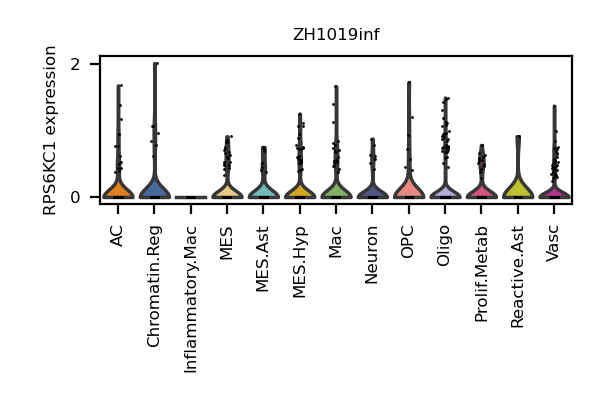 ZH1019inf
RPS6KC1 expression
2
0
AC
Chromatin.Reg
Inflammatory.Mac
MES
MES.Ast
MES.Hyp
Mac
Neuron
OPC
Oligo
Prolif.Metab
Reactive.Ast
Vasc